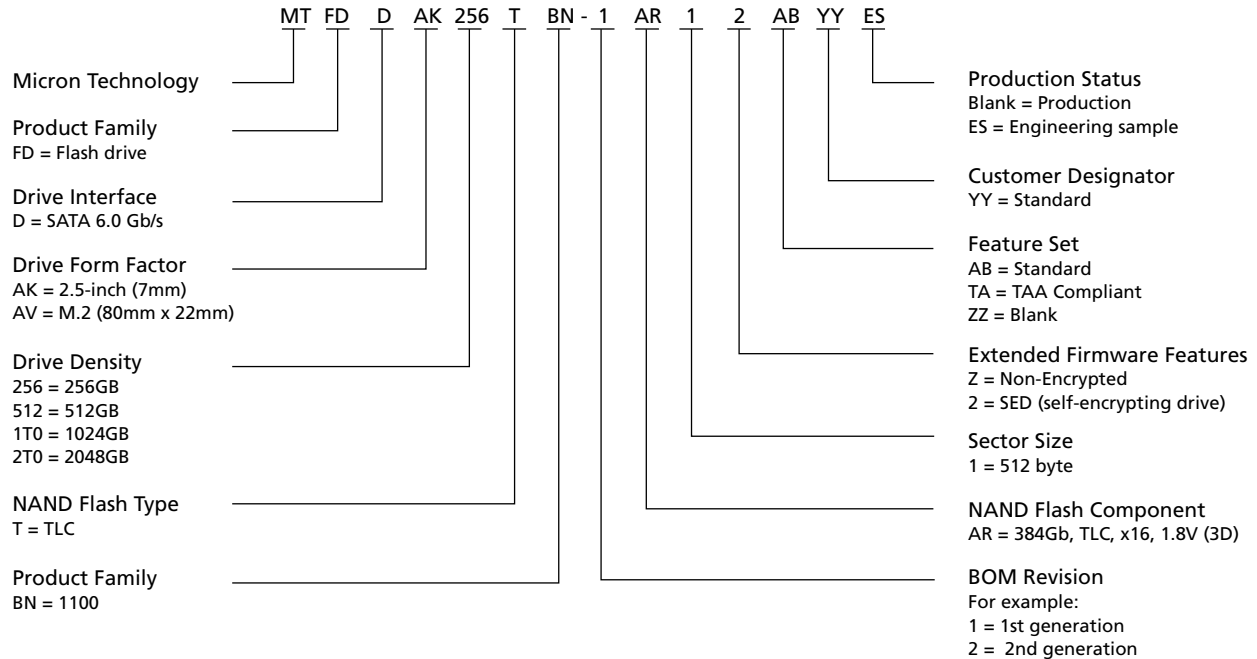 MT FD D AK 256 T BN - 1 AR 1 2 AB YY ES
Micron Technology
Product Family
FD = Flash drive
Drive Interface
D = SATA 6.0 Gb/s
Drive Form Factor
AK = 2.5-inch (7mm)
AV = M.2 (80mm x 22mm)
Drive Density
256 = 256GB
512 = 512GB
1T0 = 1024GB
2T0 = 2048GB
NAND Flash Type
T = TLC
Product Family
BN = 1100
Production Status
Blank = Production
ES = Engineering sample
Customer Designator
YY = Standard
Feature Set
AB = Standard
TA = TAA Compliant
ZZ = Blank
Extended Firmware Features
Z = Non-Encrypted
2 = SED (self-encrypting drive)
Sector Size
1 = 512 byte
NAND Flash Component
AR = 384Gb, TLC, x16, 1.8V (3D)
BOM Revision
For example:
1 = 1st generation
2 = 2nd generation